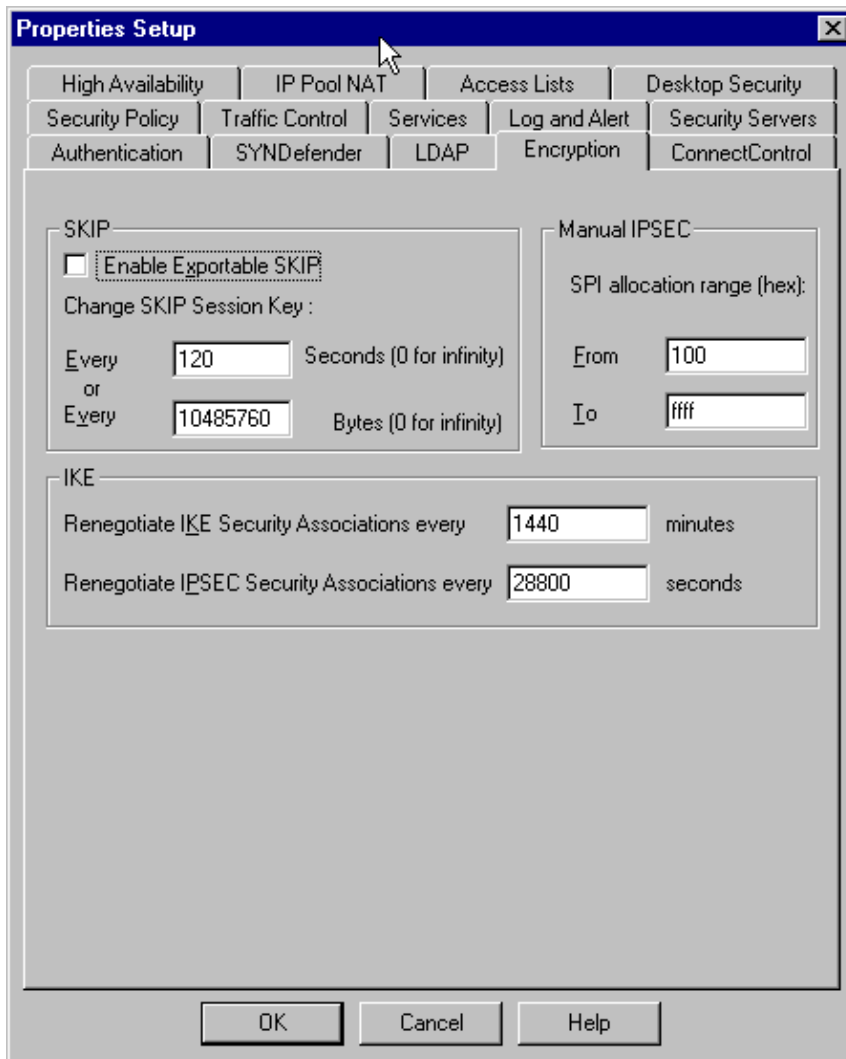 Properties Setup
High Availability
IP Pool NAT
Access Lists
Desktop Security
Security Policy
Traffic Control
Services
Log and Alert
Security Servers
Authentication
SYNDefender
LDAP
Encryption
ConnectControl
SKIP
Enable Exportable SKIP
Change SKIP Session Key :
Every 120 Seconds (0 for infinity)
or
Every 10485760 Bytes (0 for infinity)
Manual IPSEC
SPI allocation range (hex):
From 100
To ffff
IKE
Renegotiate IKE Security Associations every 1440 minutes
Renegotiate IPSEC Security Associations every 28800 seconds
OK
Cancel
Help